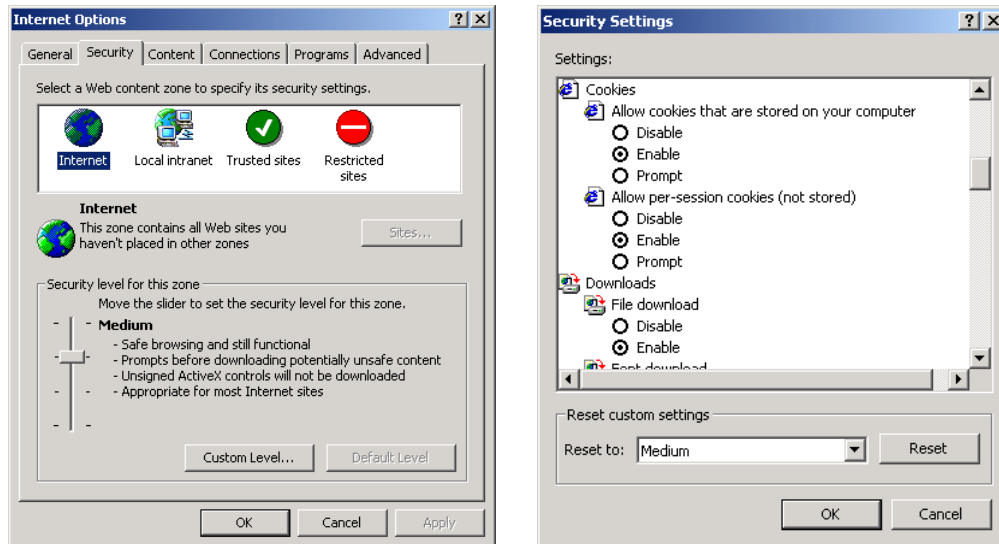 Internet Options
General Security Content Connections Programs Advanced
Select a Web content zone to specify its security settings.
Internet Local intranet Trusted sites Restricted
sites
Internet
This zone contains all Web sites you
haven't placed in other zones
Sites...
Security level for this zone
Move the slider to set the security level for this zone.
Medium
- Safe browsing and still functional
- Prompts before downloading potentially unsafe content
- Unsigned ActiveX controls will not be downloaded
- Appropriate for most Internet sites
Custom Level... Default Level
OK Cancel Apply
Security Settings
Settings:
Cookies
Allow cookies that are stored on your computer
Disable
Enable
Prompt
Allow per-session cookies (not stored)
Disable
Enable
Prompt
Downloads
File download
Disable
Enable
Font download
Reset custom settings
Reset to: Medium Reset
OK Cancel